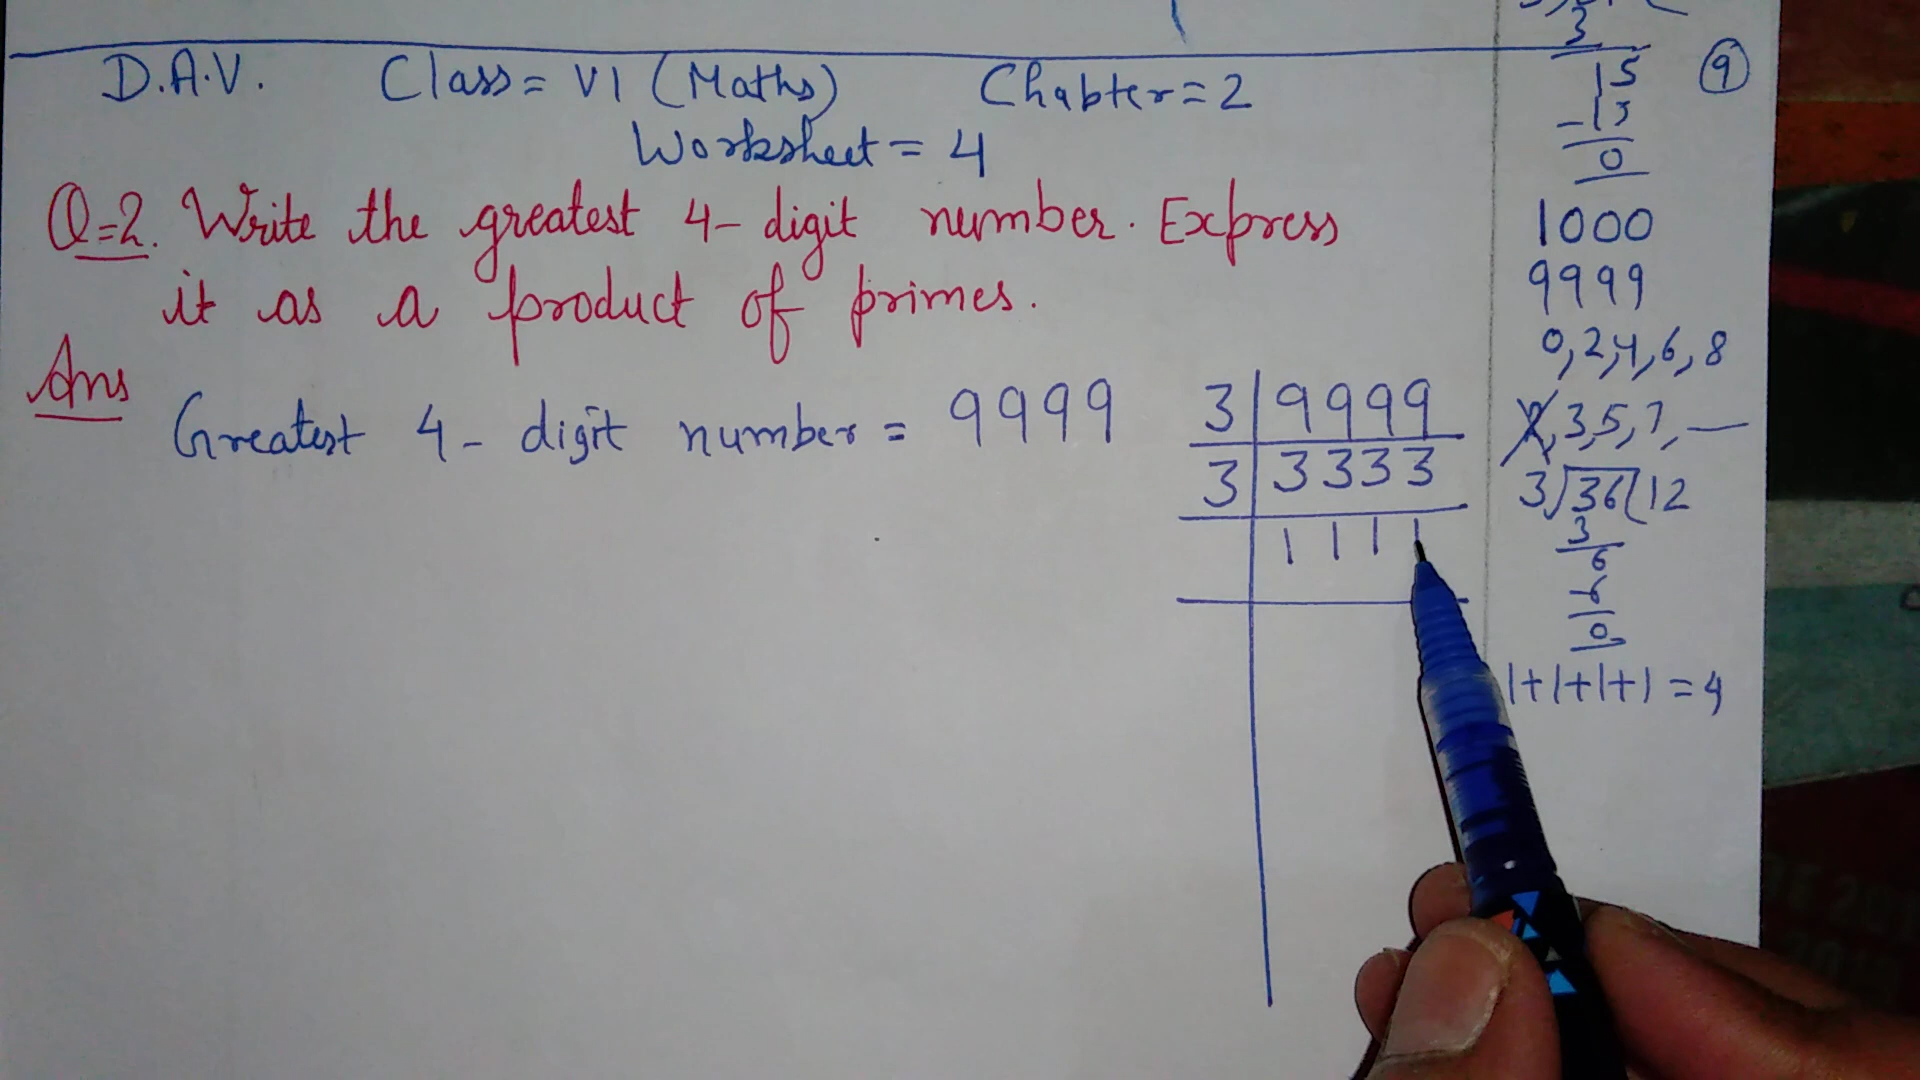 D.A.V. Class = VI (Maths) Chabter = 2
Worksheet = 4
Q=2. Write the greatest 4-digit number. Express
it as a product of primes.
Ans
Greatest 4-digit number = 9999
3 | 9999
3 | 3333
1111
3
15
-15
0
9
1000
9999
0,2,4,6,8
2,3,5,7,—
3)36(12
3
6
6
0
1+1+1+1=4